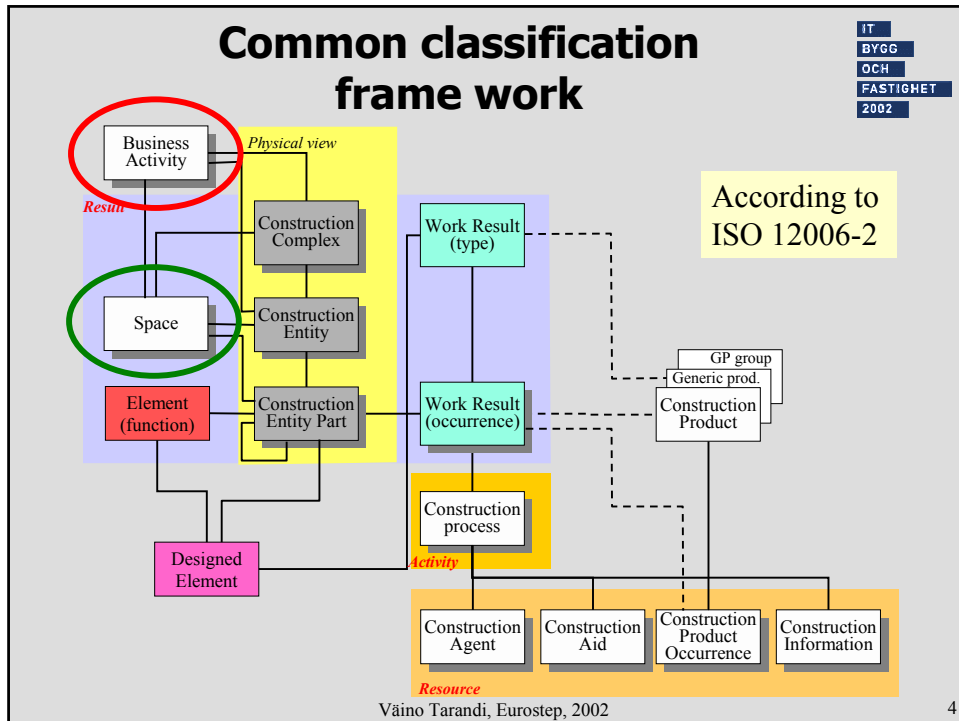 Common classification
frame work
IT
BYGG
OCH
FASTIGHET
2002
Business
Activity
Physical view
Result
Construction
Complex
Work Result
(type)
According to
ISO 12006-2
Space
Construction
Entity
GP group
Generic prod.
Construction
Product
Element
(function)
Construction
Entity Part
Work Result
(occurrence)
Construction
process
Activity
Designed
Element
Construction
Agent
Construction
Aid
Construction
Product
Occurrence
Construction
Information
Resource
Väino Tarandi, Eurostep, 2002
4